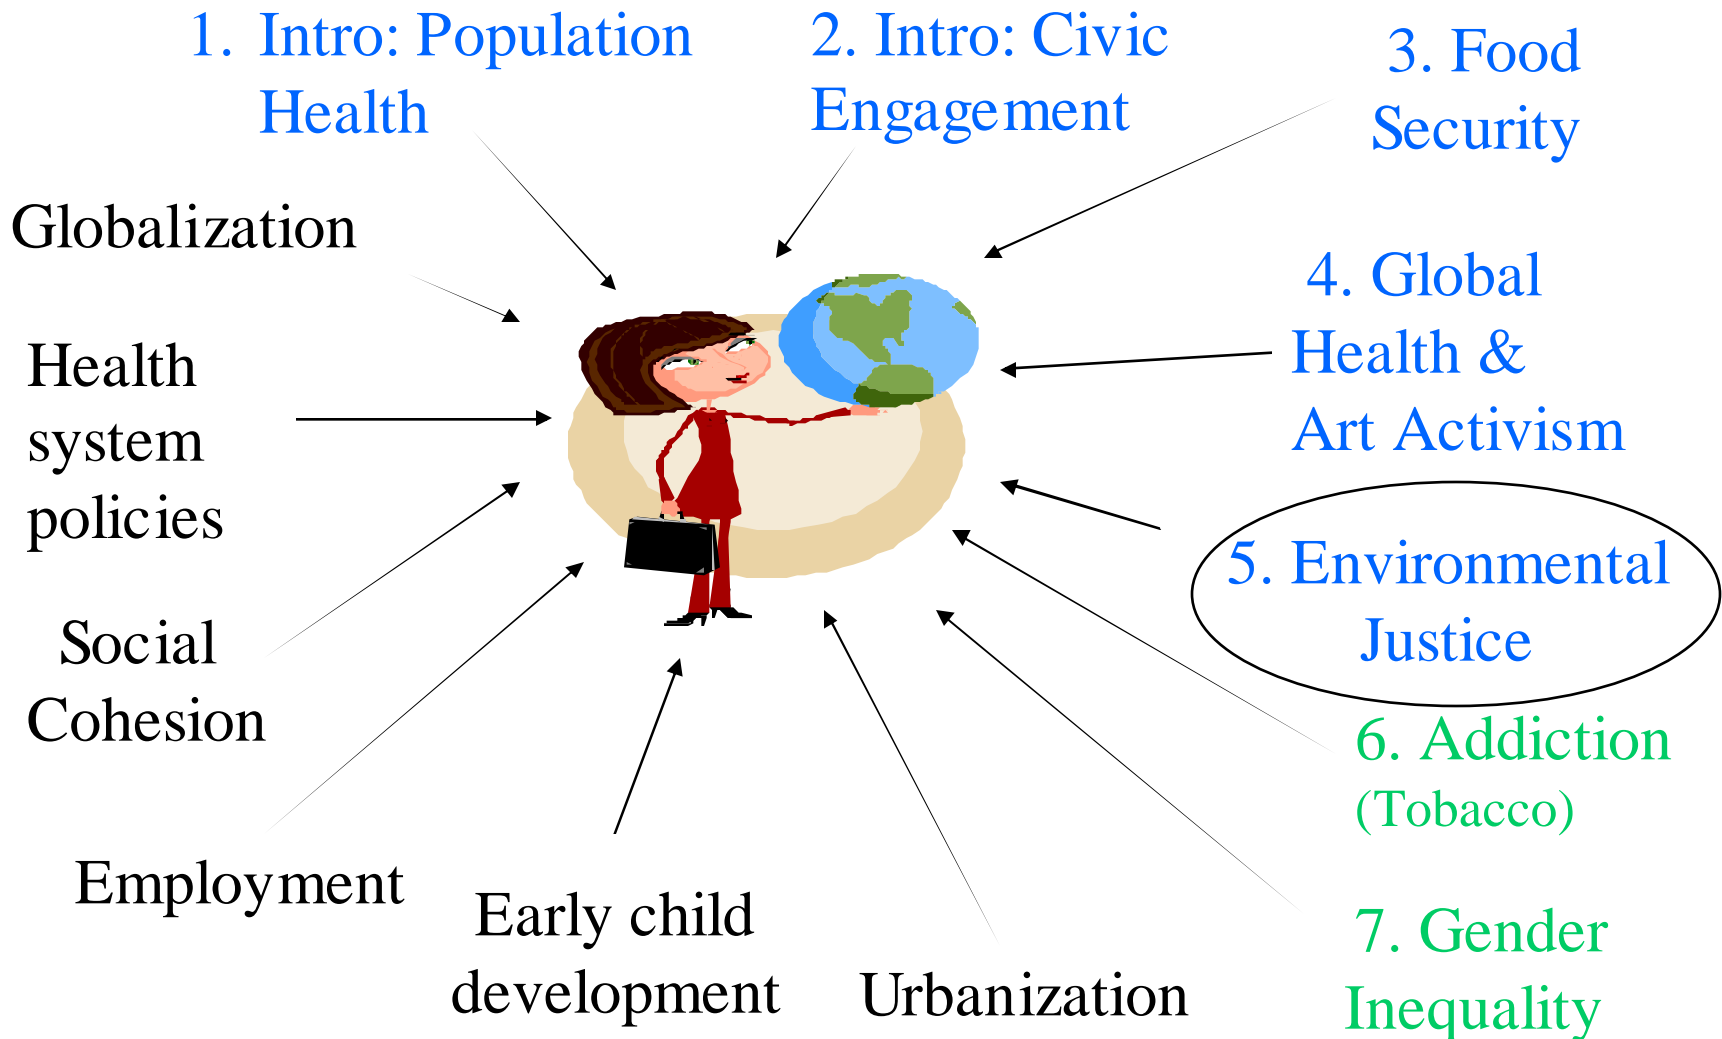 1. Intro: Population
Health
2. Intro: Civic
Engagement
3. Food
Security
4. Global
Health &
Art Activism
5. Environmental
Justice
6. Addiction
(Tobacco)
7. Gender
Inequality
Urbanization
Early child
development
Employment
Social
Cohesion
Health
system
policies
Globalization